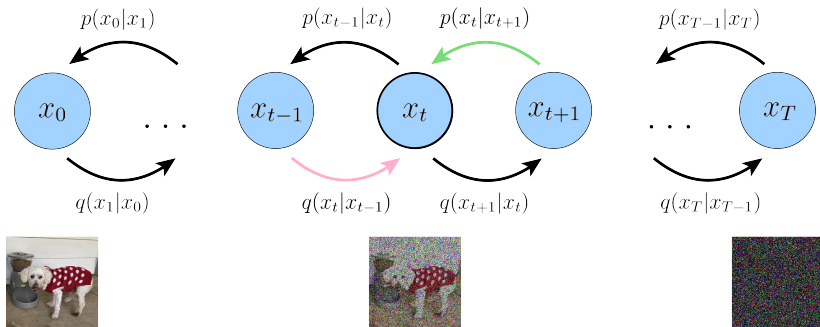 p(x_0|x_1) p(x_{t-1}|x_t) p(x_t|x_{t+1}) p(x_{T-1}|x_T)
x_0 ... x_{t-1} x_t x_{t+1} ... x_T
q(x_1|x_0) q(x_t|x_{t-1}) q(x_{t+1}|x_t) q(x_T|x_{T-1})